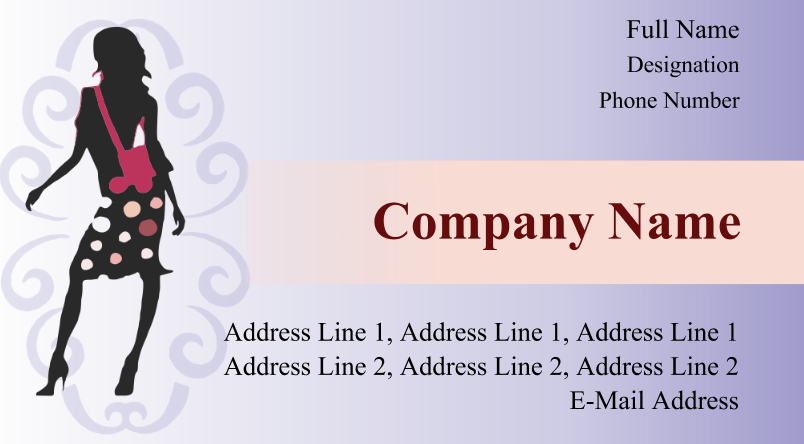 Full Name
Designation
Phone Number
Company Name
Address Line 1, Address Line 1, Address Line 1
Address Line 2, Address Line 2, Address Line 2
E-Mail Address